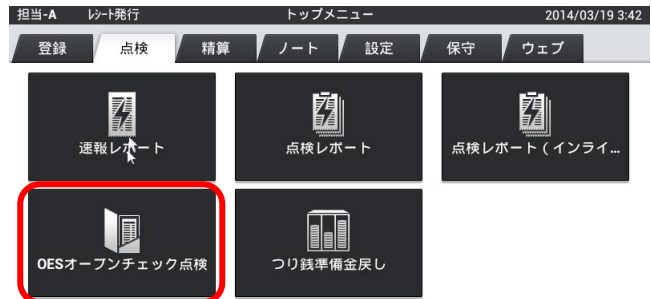 担当-A ﾚｼｰﾄ発行 トップメニュー 2014/03/19 3:42
登録 点検 精算 ノート 設定 保守 ウェブ
速報レポート 点検レポート 点検レポート ( インライ...
OESオープンチェック点検 つり銭準備金戻し